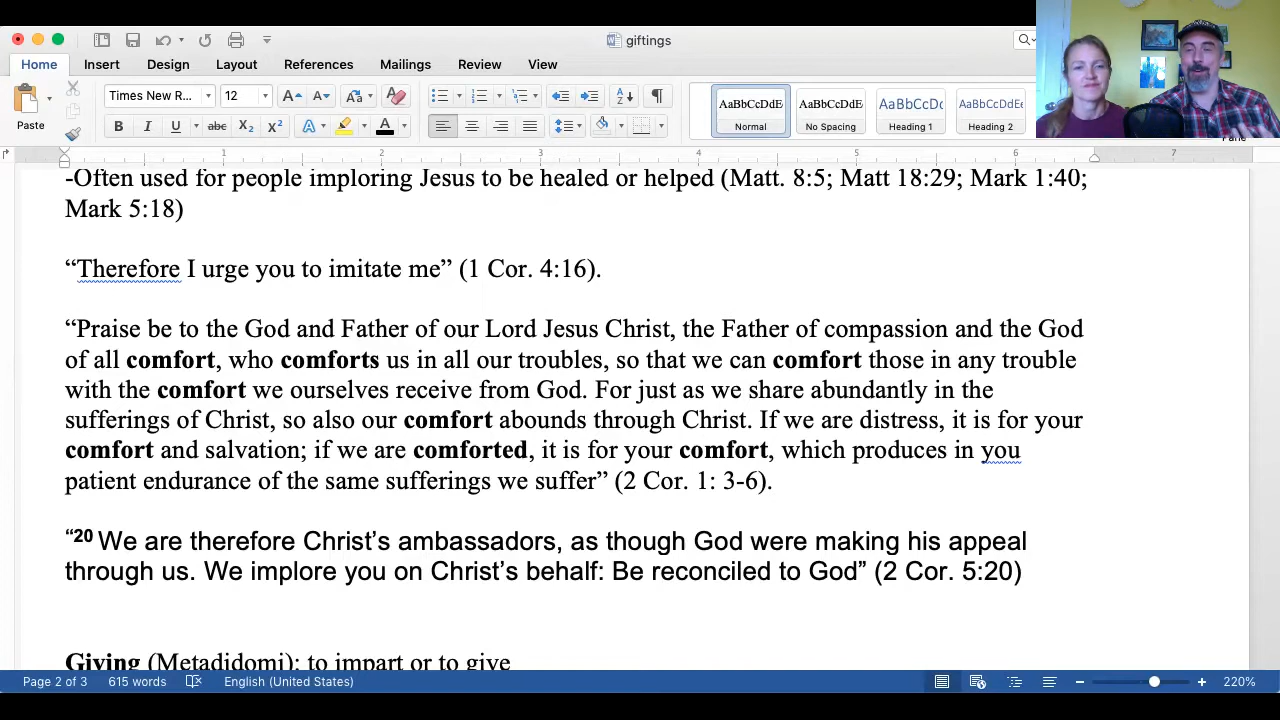 giftings
Home Insert Design Layout References Mailings Review View
Paste
Times New R... 12
AaBbCcDdE AaBbCcDdE AaBbCcDc AaBbCcDdEe
Normal No Spacing Heading 1 Heading 2
Pane
1 2 3 4 5 6 7
-Often used for people imploring Jesus to be healed or helped (Matt. 8:5; Matt 18:29; Mark 1:40;
Mark 5:18)
“Therefore I urge you to imitate me” (1 Cor. 4:16).
“Praise be to the God and Father of our Lord Jesus Christ, the Father of compassion and the God
of all comfort, who comforts us in all our troubles, so that we can comfort those in any trouble
with the comfort we ourselves receive from God. For just as we share abundantly in the
sufferings of Christ, so also our comfort abounds through Christ. If we are distress, it is for your
comfort and salvation; if we are comforted, it is for your comfort, which produces in you
patient endurance of the same sufferings we suffer” (2 Cor. 1: 3-6).
“20 We are therefore Christ’s ambassadors, as though God were making his appeal
through us. We implore you on Christ’s behalf: Be reconciled to God” (2 Cor. 5:20)
Giving (Metadidomi): to impart or to give
Page 2 of 3 615 words English (United States) 220%